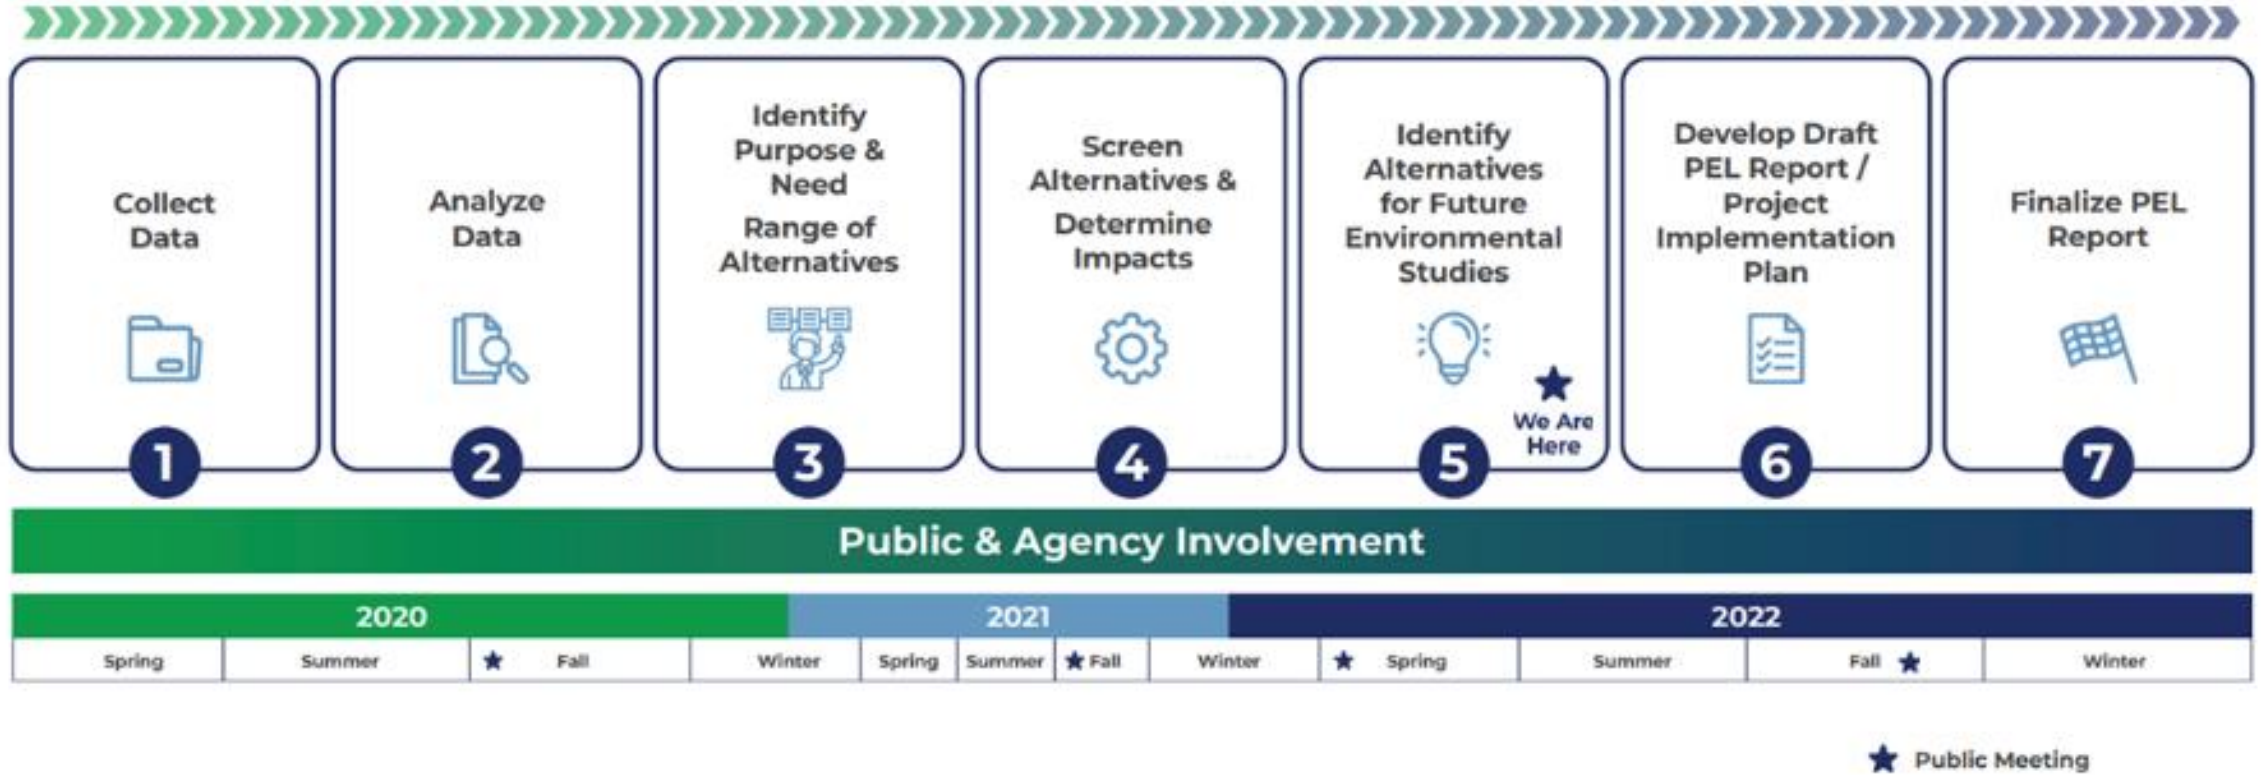 Collect
Data
1
Analyze
Data
2
Identify
Purpose &
Need
Range of
Alternatives
3
Screen
Alternatives &
Determine
Impacts
4
Identify
Alternatives
for Future
Environmental
Studies
We Are
Here
5
Develop Draft
PEL Report /
Project
Implementation
Plan
6
Finalize PEL
Report
7
Public & Agency Involvement
2020 2021 2022
Spring Summer Fall Winter Spring Summer Fall Winter Spring Summer Fall Winter
Public Meeting